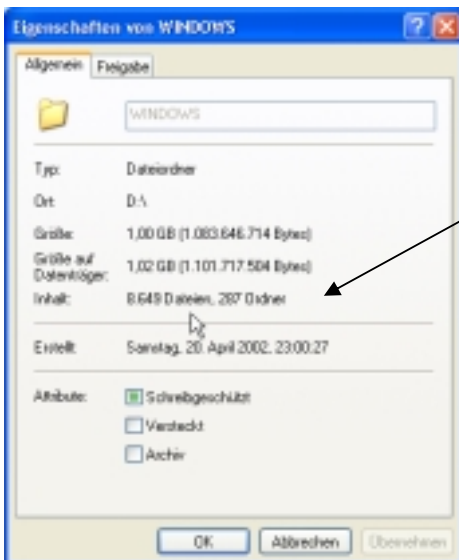 Eigenschaften von WINDOWS
Allgemein Freigabe
WINDOWS
Typ: Dateiordner
Ort: D:\
Größe: 1,00 GB (1.083.646.714 Bytes)
Größe auf
Datenträger: 1,02 GB (1.101.717.504 Bytes)
Inhalt: 8.649 Dateien, 287 Ordner
Erstellt: Samstag, 20. April 2002, 23:00:27
Attribute: Schreibgeschützt
Versteckt
Archiv
OK Abbrechen Übernehmen